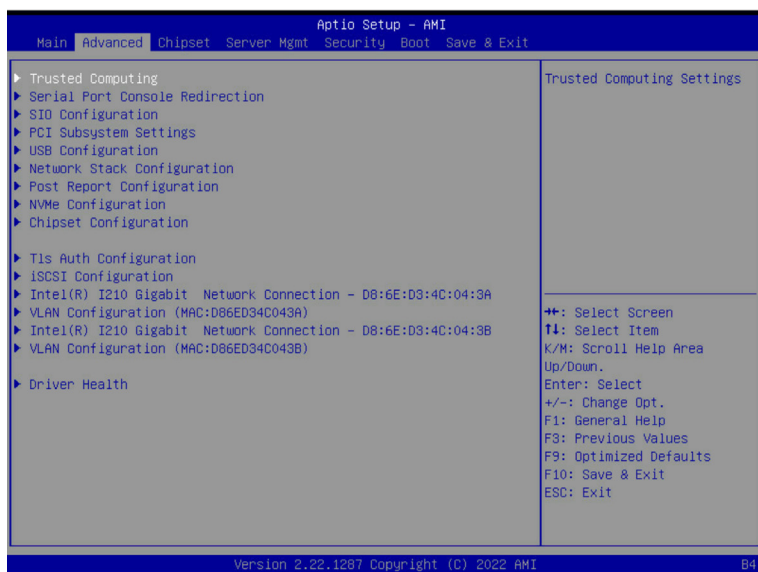 Aptio Setup - AMI
Main Advanced Chipset Server Mgmt Security Boot Save & Exit
Trusted Computing
Serial Port Console Redirection
SIO Configuration
PCI Subsystem Settings
USB Configuration
Network Stack Configuration
Post Report Configuration
NVMe Configuration
Chipset Configuration
Tls Auth Configuration
iSCSI Configuration
Intel(R) I210 Gigabit  Network Connection - D8:6E:D3:4C:04:3A
VLAN Configuration (MAC:D86ED34C043A)
Intel(R) I210 Gigabit  Network Connection - D8:6E:D3:4C:04:3B
VLAN Configuration (MAC:D86ED34C043B)
Driver Health
Trusted Computing Settings
→←: Select Screen
↑↓: Select Item
K/M: Scroll Help Area
Up/Down.
Enter: Select
+/-: Change Opt.
F1: General Help
F3: Previous Values
F9: Optimized Defaults
F10: Save & Exit
ESC: Exit
Version 2.22.1287 Copyright (C) 2022 AMI
B4